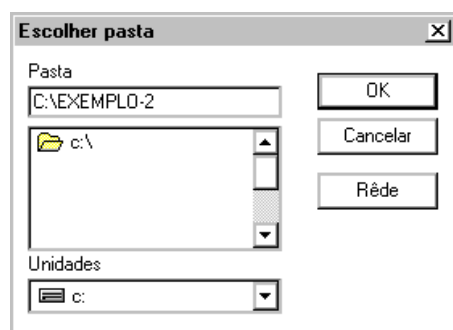 Escolher pasta
Pasta
C:\EXEMPLO-2
OK
c:\
Cancelar
Rêde
Unidades
c: